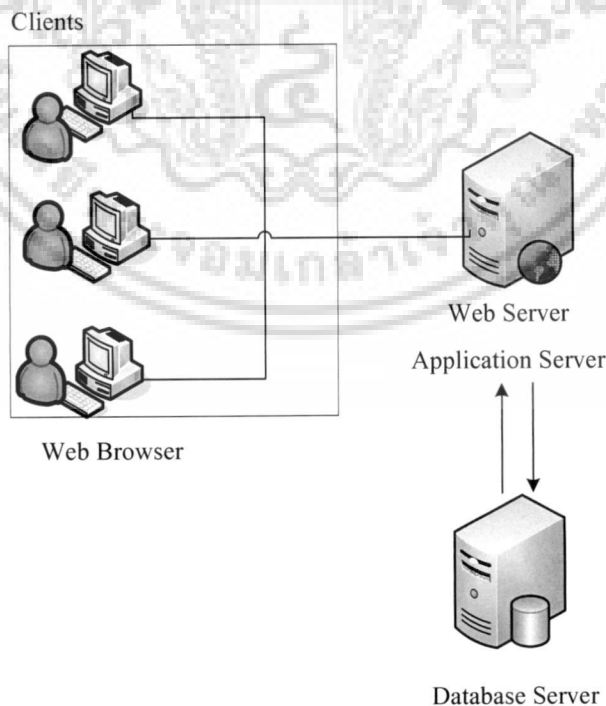 Clients
Web Server
Application Server
Web Browser
Database Server